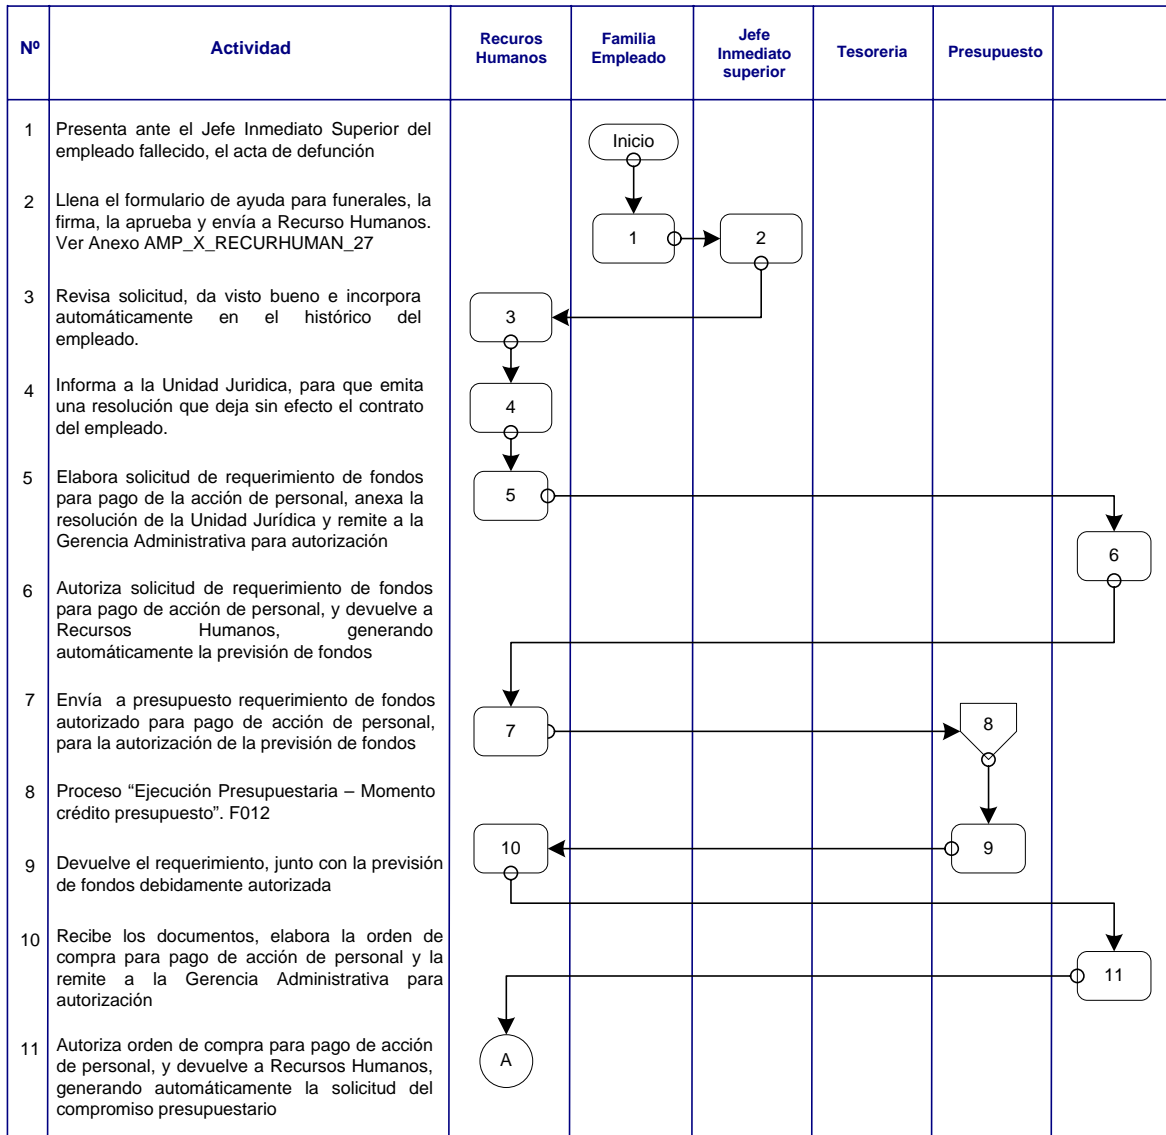 Nº
Actividad
Recuros
Humanos
Familia
Empleado
Jefe
Inmediato
superior
Tesoreria
Presupuesto
1
Presenta ante el Jefe Inmediato Superior del
empleado fallecido, el acta de defunción
2
Llena el formulario de ayuda para funerales, la
firma, la aprueba y envía a Recurso Humanos.
Ver Anexo AMP_X_RECURHUMAN_27
3
Revisa solicitud, da visto bueno e incorpora
automáticamente en el histórico del
empleado.
4
Informa a la Unidad Juridica, para que emita
una resolución que deja sin efecto el contrato
del empleado.
5
Elabora solicitud de requerimiento de fondos
para pago de la acción de personal, anexa la
resolución de la Unidad Jurídica y remite a la
Gerencia Administrativa para autorización
6
Autoriza solicitud de requerimiento de fondos
para pago de acción de personal, y devuelve a
Recursos Humanos, generando
automáticamente la previsión de fondos
7
Envía a presupuesto requerimiento de fondos
autorizado para pago de acción de personal,
para la autorización de la previsión de fondos
8
Proceso “Ejecución Presupuestaria – Momento
crédito presupuesto”. F012
9
Devuelve el requerimiento, junto con la previsión
de fondos debidamente autorizada
10
Recibe los documentos, elabora la orden de
compra para pago de acción de personal y la
remite a la Gerencia Administrativa para
autorización
11
Autoriza orden de compra para pago de acción
de personal, y devuelve a Recursos Humanos,
generando automáticamente la solicitud del
compromiso presupuestario
Inicio
1
2
3
4
5
6
7
8
10
9
11
A